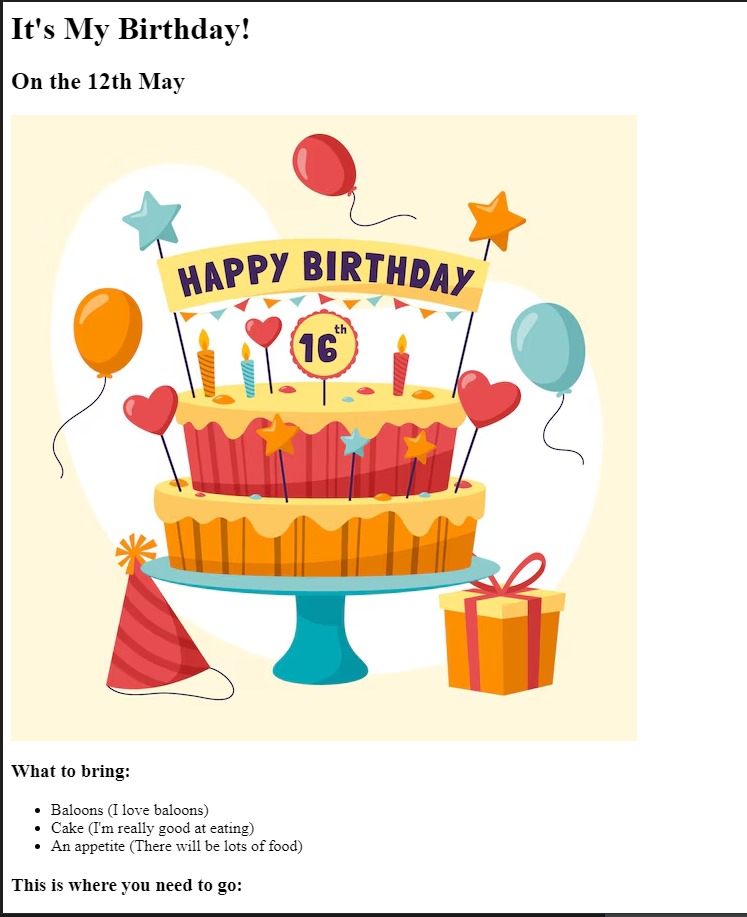 It's My Birthday!
On the 12th May
HAPPY BIRTHDAY
16th
What to bring:
Baloons (I love baloons)
Cake (I'm really good at eating)
An appetite (There will be lots of food)
This is where you need to go: